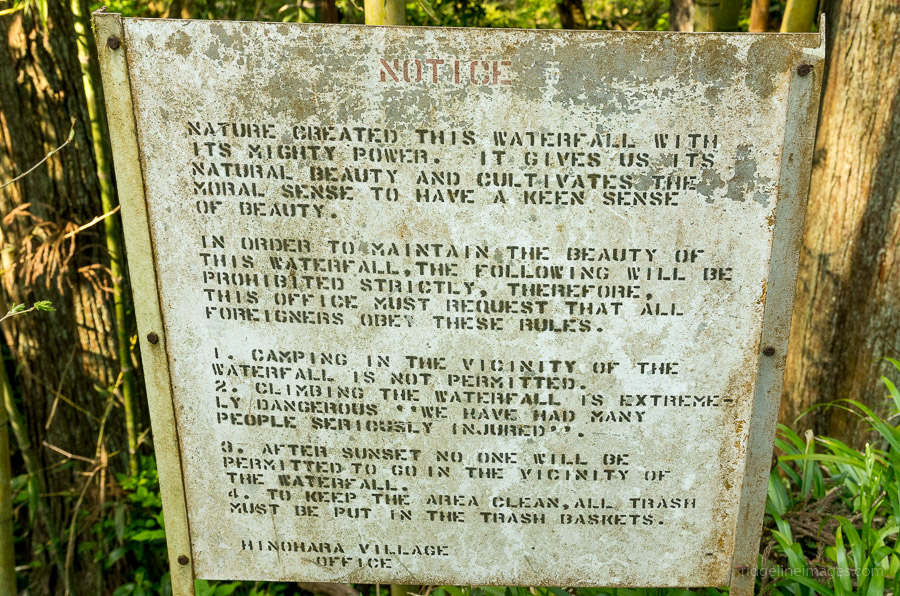 NOTICE
NATURE CREATED THIS WATERFALL WITH
ITS MIGHTY POWER. IT GIVES US ITS
NATURAL BEAUTY AND CULTIVATES THE
MORAL SENSE TO HAVE A KEEN SENSE
OF BEAUTY.
IN ORDER TO MAINTAIN THE BEAUTY OF
THIS WATERFALL,THE FOLLOWING WILL BE
PROHIBITED STRICTLY, THEREFORE,
THIS OFFICE MUST REQUEST THAT ALL
FOREIGNERS OBEY THESE RULES.
1. CAMPING IN THE VICINITY OF THE
WATERFALL IS NOT PERMITTED.
2. CLIMBING THE WATERFALL IS EXTREME-
LY DANGEROUS "WE HAVE HAD MANY
PEOPLE SERIOUSLY INJURED".
3. AFTER SUNSET NO ONE WILL BE
PERMITTED TO GO IN THE VICINITY OF
THE WATERFALL.
4. TO KEEP THE AREA CLEAN,ALL TRASH
MUST BE PUT IN THE TRASH BASKETS.
HINOHARA VILLAGE
OFFICE
ridgelineimages.com